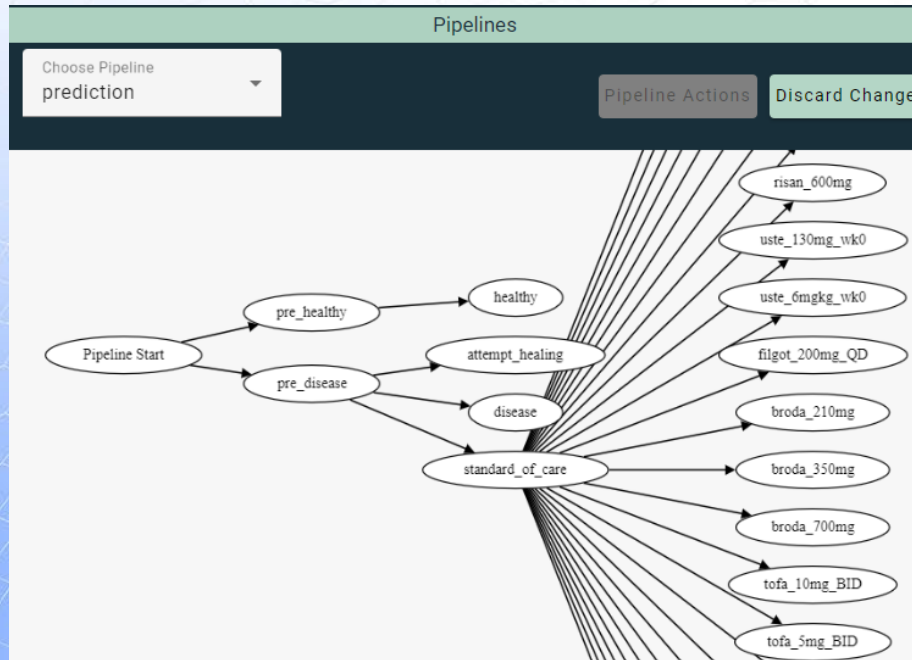 Pipelines
Choose Pipeline
prediction
Pipeline Actions
Discard Change
risan_600mg
uste_130mg_wk0
healthy
uste_6mgkg_wk0
pre_healthy
Pipeline Start
attempt_healing
filgot_200mg_QD
pre_disease
disease
broda_210mg
standard_of_care
broda_350mg
broda_700mg
tofa_10mg_BID
tofa_5mg_BID